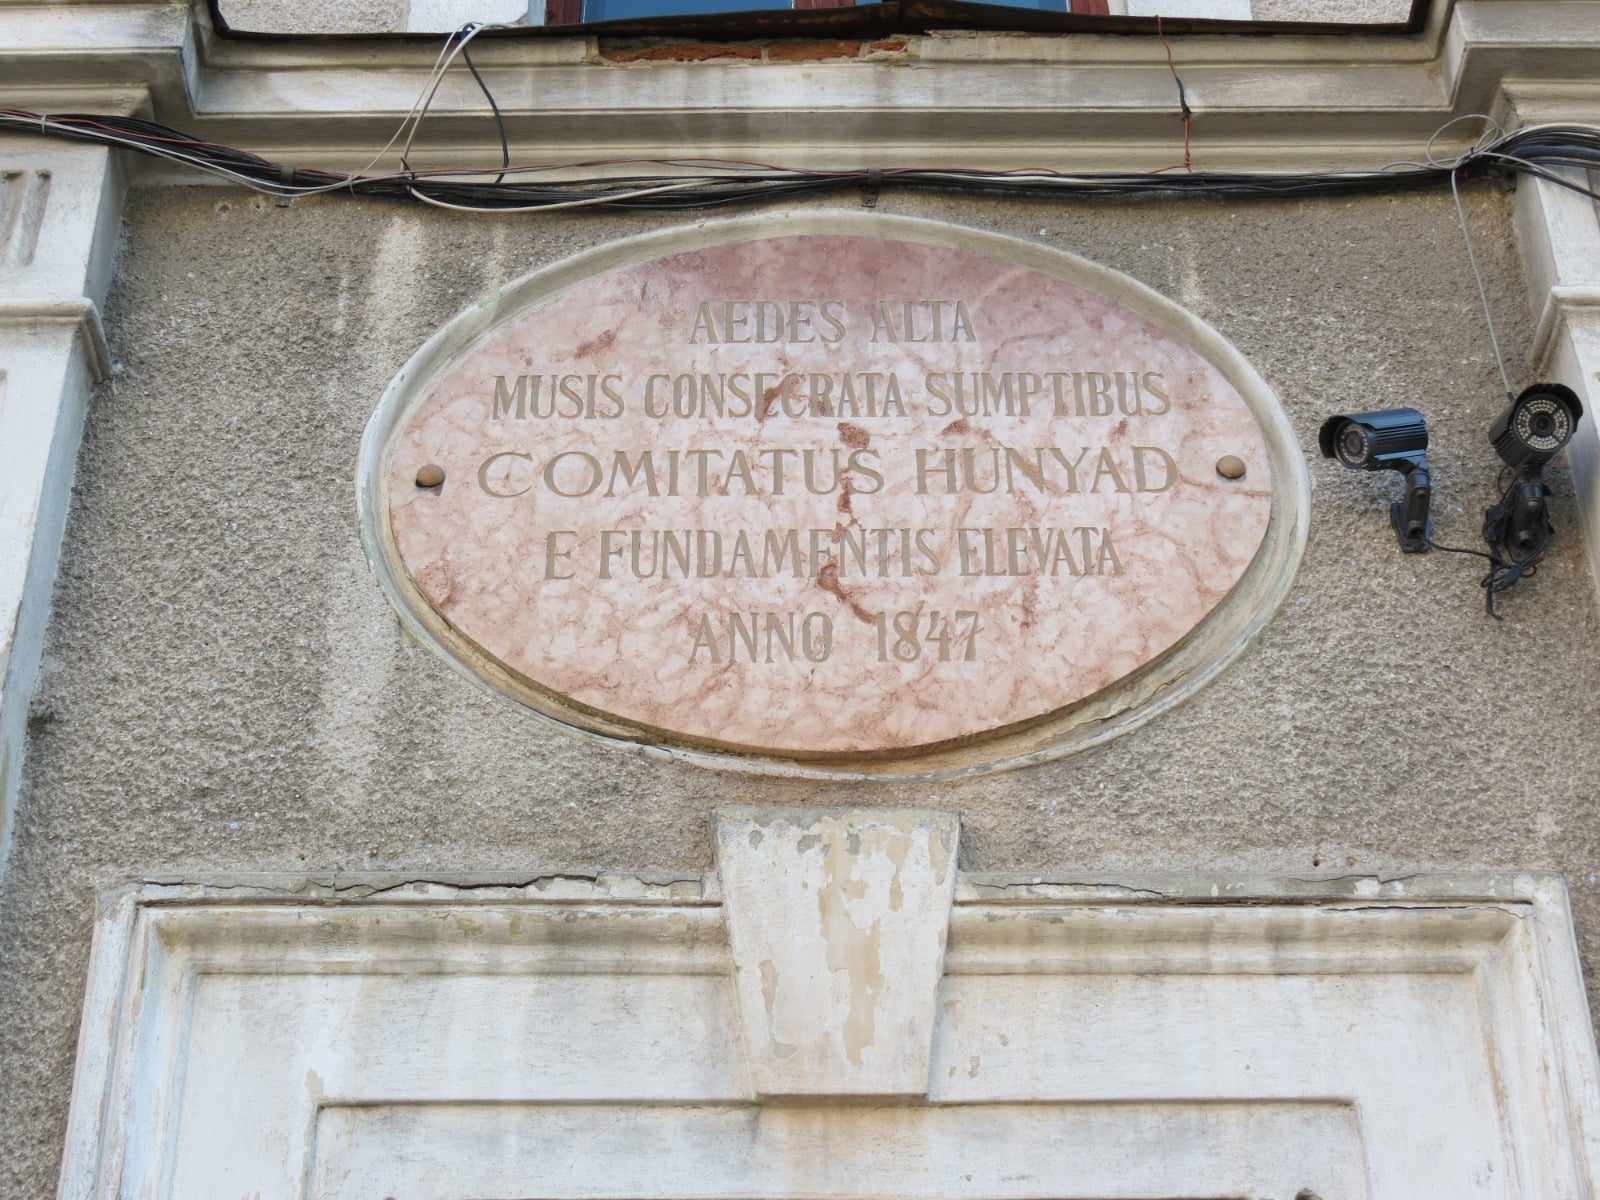 AEDES ALTA
MUSIS CONSECRATA SUMPTIBUS
COMITATUS HUNYAD
E FUNDAMENTIS ELEVATA
ANNO 1847